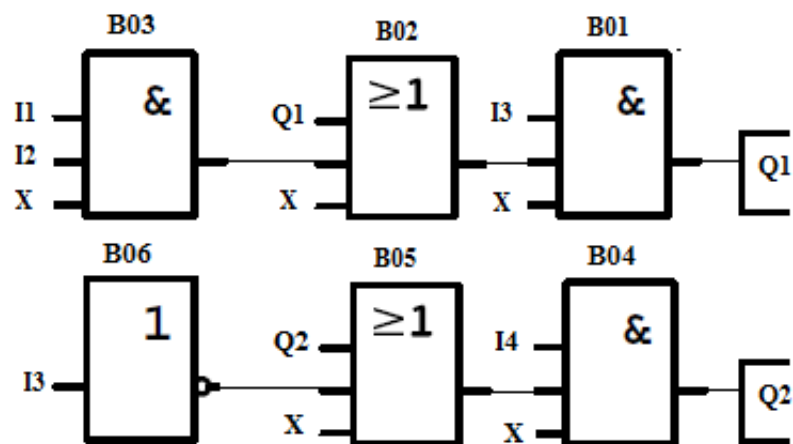 B03 B02 B01
& ≥1 &
I1 Q1 I3
I2 Q1
X X X
B06 B05 B04
1 ≥1 &
Q2 I4
I3 Q2
X X